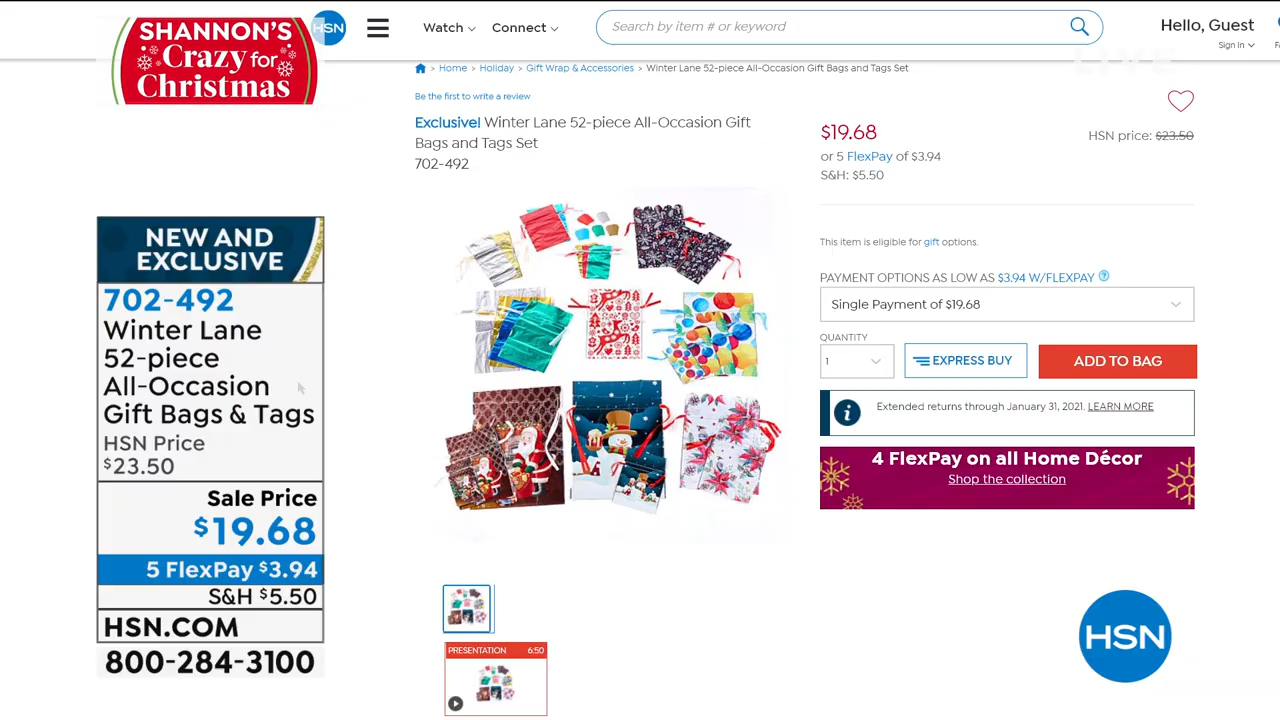 SHANNON'S
Crazy for
Christmas
HSN
Watch
Connect
Search by item # or keyword
Hello, Guest
Sign In
LIVE
> Home > Holiday > Gift Wrap & Accessories > Winter Lane 52-piece All-Occasion Gift Bags and Tags Set
Be the first to write a review
Exclusive! Winter Lane 52-piece All-Occasion Gift
Bags and Tags Set
702-492
$19.68
HSN price: $23.50
or 5 FlexPay of $3.94
S&H: $5.50
This item is eligible for gift options.
PAYMENT OPTIONS AS LOW AS $3.94 W/FLEXPAY ?
Single Payment of $19.68
QUANTITY
1
EXPRESS BUY
ADD TO BAG
i
Extended returns through January 31, 2021. LEARN MORE
4 FlexPay on all Home Décor
Shop the collection
NEW AND
EXCLUSIVE
702-492
Winter Lane
52-piece
All-Occasion
Gift Bags & Tags
HSN Price
$23.50
Sale Price
$19.68
5 FlexPay $3.94
S&H $5.50
HSN.COM
800-284-3100
PRESENTATION 6:50
HSN